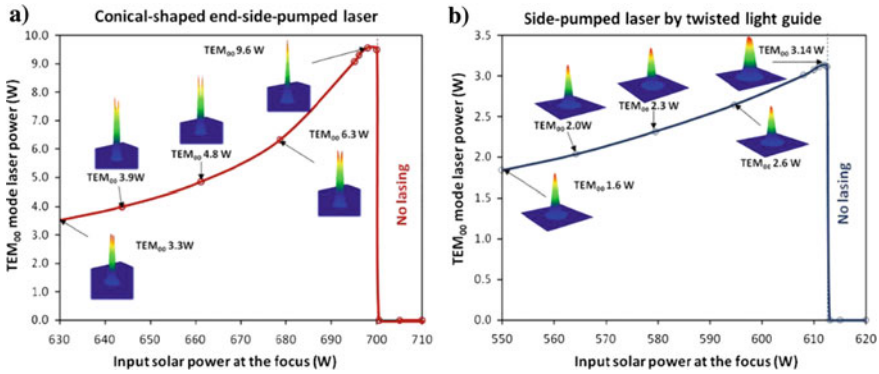 a)
Conical-shaped end-side-pumped laser
TEM₀₀ mode laser power (W)
10.0
9.0
8.0
7.0
6.0
5.0
4.0
3.0
2.0
1.0
0.0
TEM₀₀ 9.6 W
TEM₀₀ 6.3 W
TEM₀₀ 4.8 W
TEM₀₀ 3.9W
TEM₀₀ 3.3W
No lasing
630 640 650 660 670 680 690 700 710
Input solar power at the focus (W)
b)
Side-pumped laser by twisted light guide
TEM₀₀ mode laser power (W)
3.5
3.0
2.5
2.0
1.5
1.0
0.5
0.0
TEM₀₀ 3.14 W
TEM₀₀ 2.3 W
TEM₀₀ 2.0W
TEM₀₀ 2.6 W
TEM₀₀ 1.6 W
No lasing
550 560 570 580 590 600 610 620
Input solar power at the focus (W)